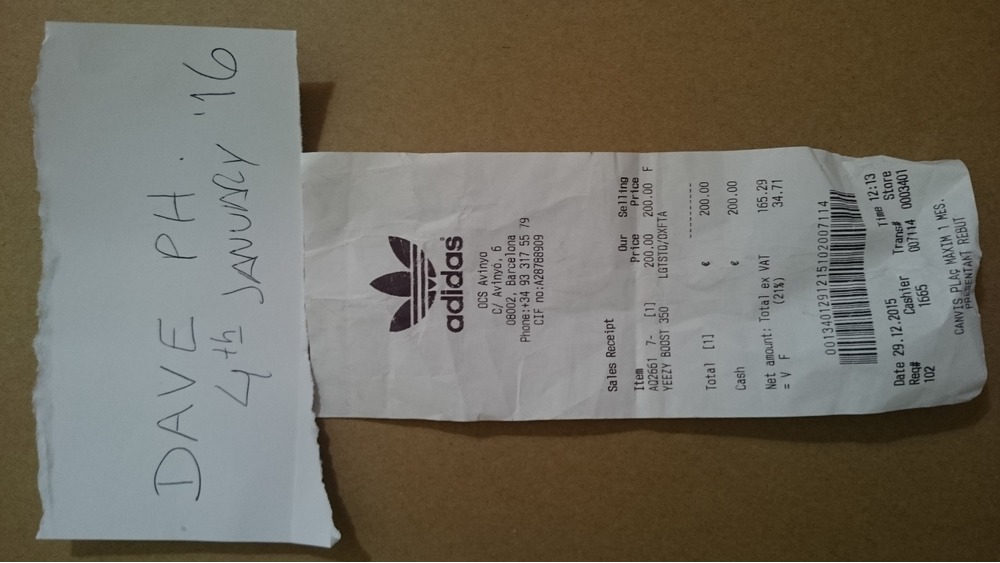 DAVE PH.
4th JANUARY '16
adidas
OCS Avinyo
C/ Avinyó, 6
08002, Barcelona
Phone:+34 93 317 55 79
CIF no:A28788909
Sales Receipt
Our Selling
Item Price Price
AQ2661 7- [1] 200.00 200.00 F
YEEZY BOOST 350 LGTSTO/DXFTA
----------
Total [1] € 200.00
Cash € 200.00
Net amount: Total ex VAT 165.29
= V F (21%) 34.71
0013401291215102007114
Date 29.12.2015 Time 12:13
Reg# Cashier Trans# Store
102 1665 007114 0003401
CANVIS PLAÇ MAXIM 1 MES.
PRESENTANT REBUT